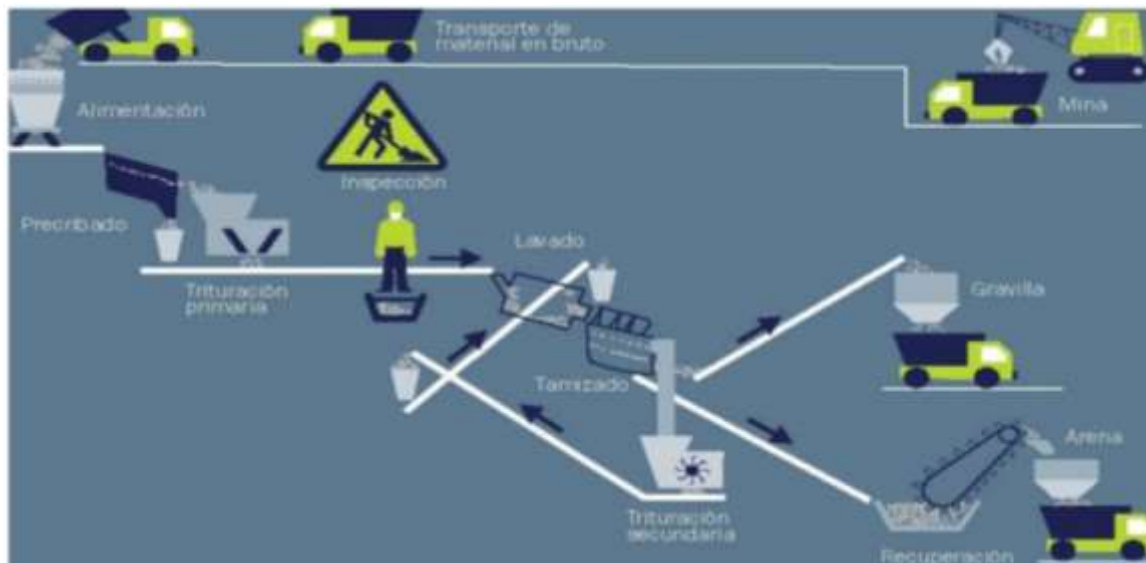 Transporte de
material en bruto
Mina
Alimentación
Inspección
Precribado
Lavado
Trituración
primaria
Gravilla
Tamizado
Arena
Trituración
secundaria
Recuperación